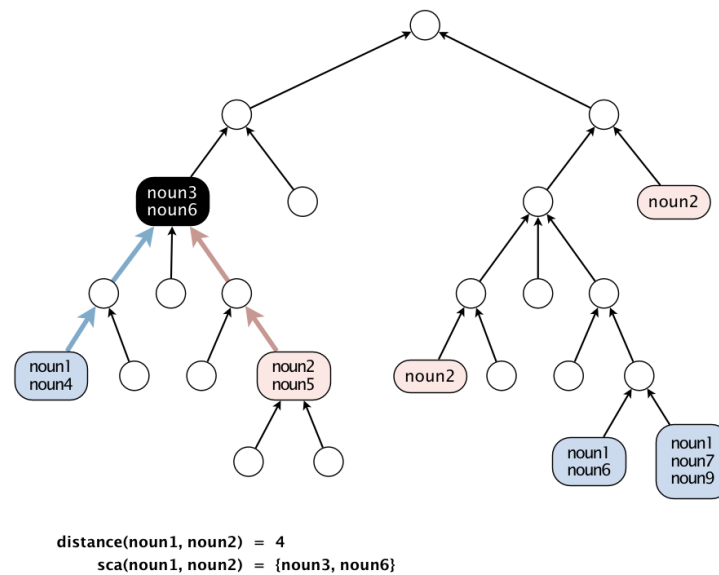 noun3
noun6
noun2
noun1
noun4
noun2
noun5
noun2
noun1
noun6
noun1
noun7
noun9
distance(noun1, noun2) = 4
sca(noun1, noun2) = {noun3, noun6}